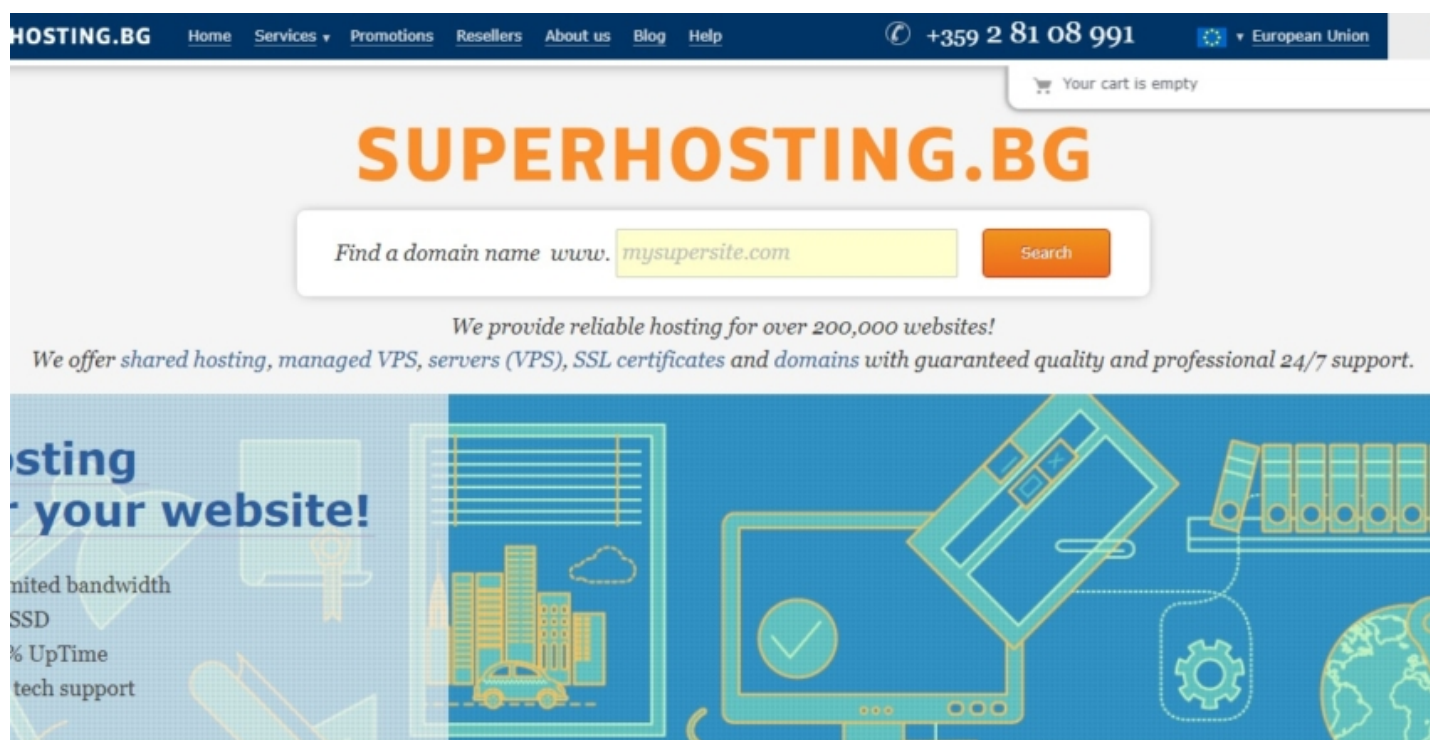 HOSTING.BG Home Services Promotions Resellers About us Blog Help +359 2 81 08 991 European Union
Your cart is empty
SUPERHOSTING.BG
Find a domain name www. mysupersite.com Search
We provide reliable hosting for over 200,000 websites!
We offer shared hosting, managed VPS, servers (VPS), SSL certificates and domains with guaranteed quality and professional 24/7 support.
sting
your website!
mited bandwidth
SSD
% UpTime
tech support